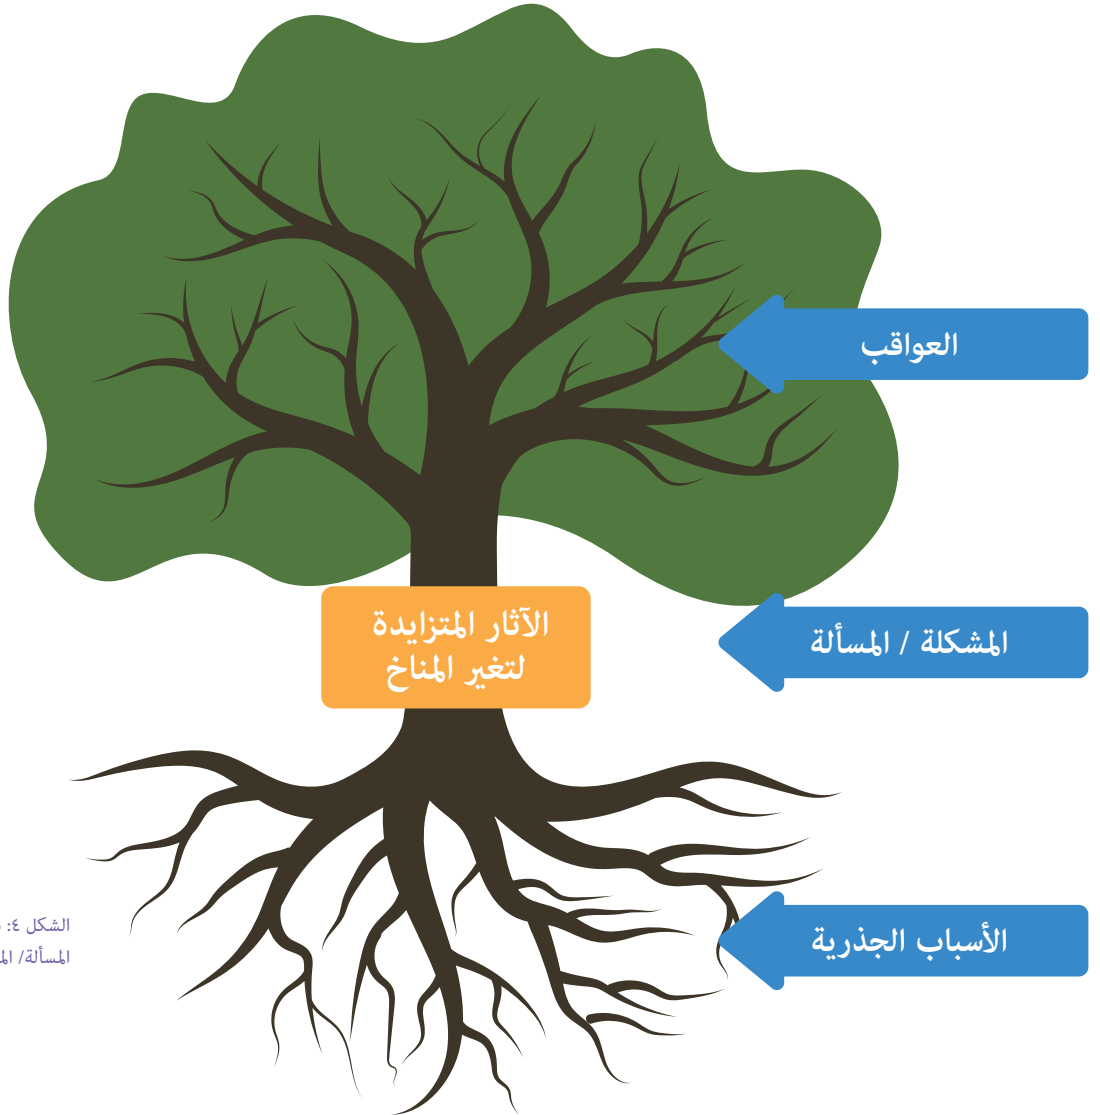 العواقب
الآثار المتزايدة
لتغير المناخ
المشكلة / المسألة
الأسباب الجذرية
الشكل ٤:
المسألة/